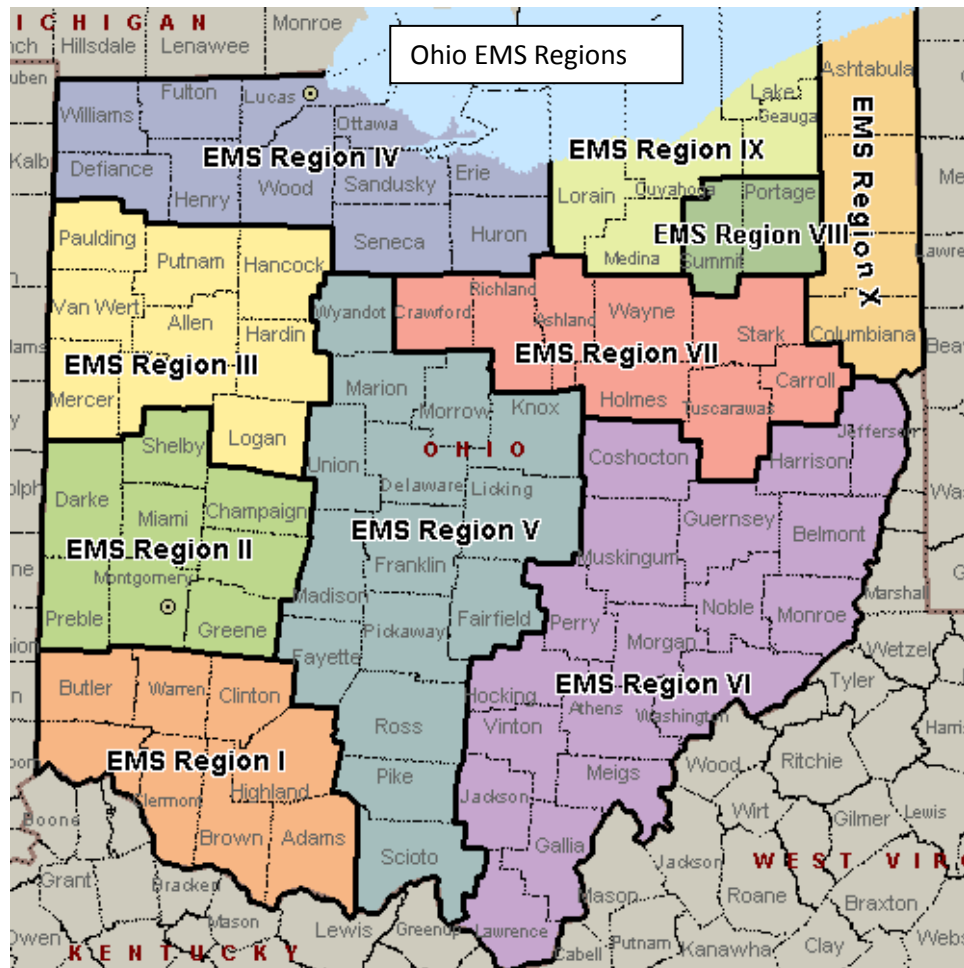 MICHIGAN
Monroe
Hillsdale
Lenawee
Ohio EMS Regions
Ashtabula
Williams
Fulton
Lucas
Ottawa
Lake
Geauga
EMS Region IV
EMS Region IX
EMS Region X
Defiance
Henry
Wood
Sandusky
Erie
Lorain
Cuyahoga
Portage
Paulding
Putnam
Hancock
Seneca
Huron
Medina
Summit
EMS Region VIII
Van Wert
Allen
Hardin
Wyandot
Crawford
Richland
Ashland
Wayne
Stark
Columbiana
EMS Region III
EMS Region VII
Mercer
Logan
Marion
Morrow
Knox
Holmes
Tuscarawas
Carroll
Shelby
OHIO
Union
Delaware
Licking
Coshocton
Harrison
Jefferson
Darke
Miami
Champaign
EMS Region II
EMS Region V
Guernsey
Belmont
Montgomery
Franklin
Muskingum
Preble
Greene
Madison
Pickaway
Fairfield
Perry
Noble
Monroe
Marshall
Fayette
Morgan
Wetzel
Butler
Warren
Clinton
Hocking
EMS Region VI
Tyler
Ross
Vinton
Athens
Washington
EMS Region I
Pike
Meigs
Wood
Ritchie
Clermont
Highland
Jackson
Wirt
Boone
Brown
Adams
Scioto
Gallia
Gilmer
Lewis
Grant
Bracken
Mason
Jackson
WEST VIR
Mason
Roane
Braxton
Owen
KENTUCKY
Lewis
Greenup
Lawrence
Cabell
Putnam
Kanawha
Clay